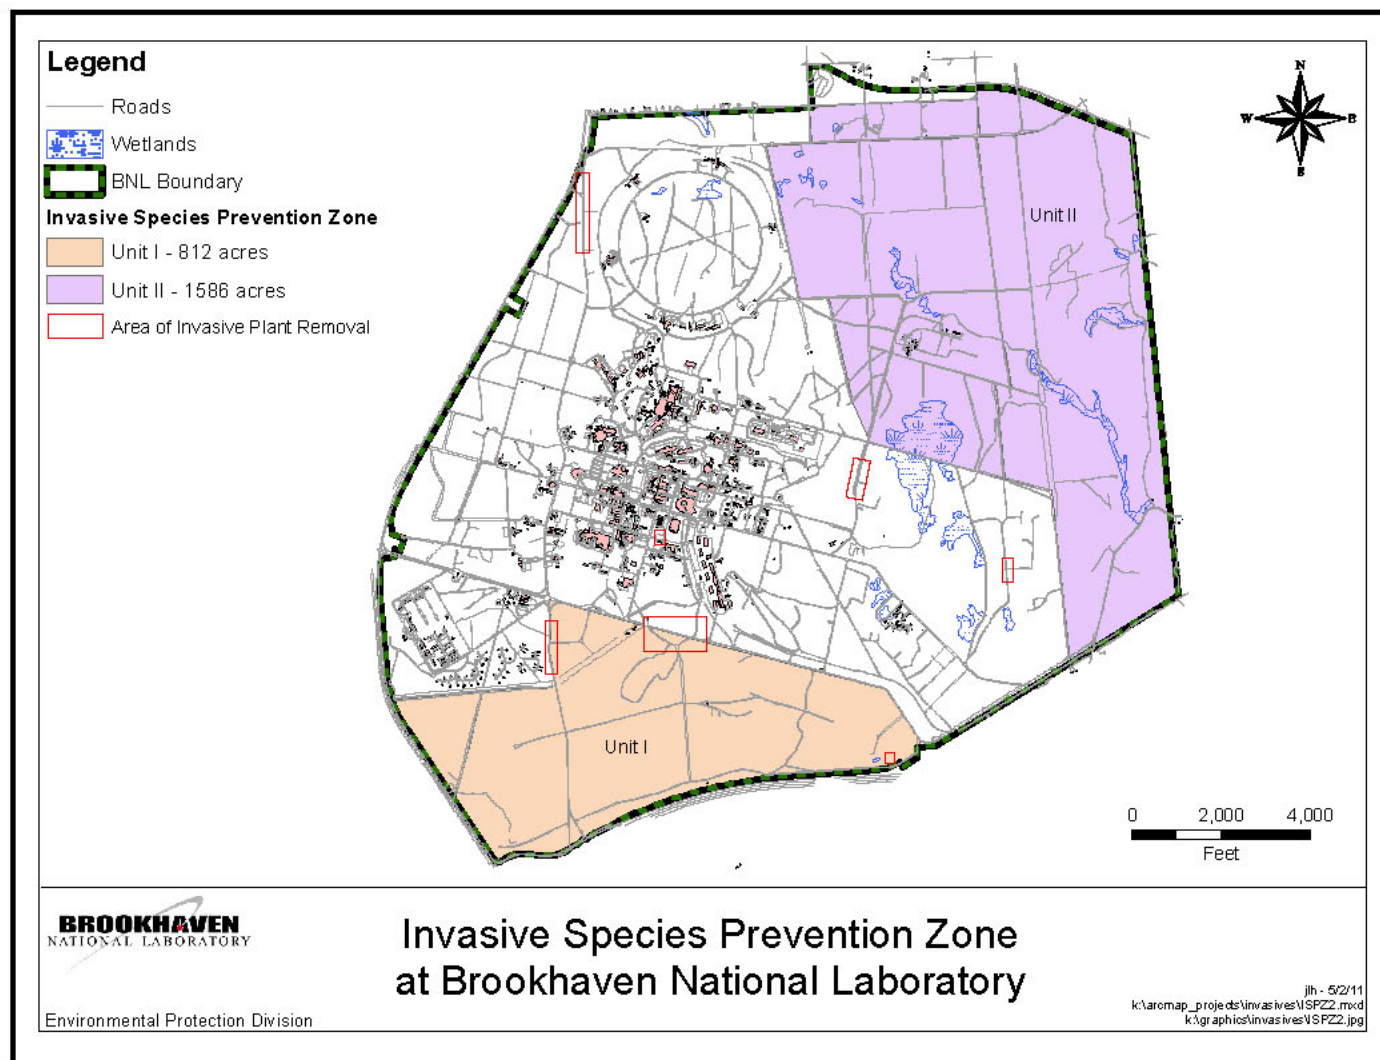 Legend
Roads
Wetlands
BNL Boundary
Invasive Species Prevention Zone
Unit I - 812 acres
Unit II - 1586 acres
Area of Invasive Plant Removal
N
W
E
E
Unit II
Unit I
0 2,000 4,000
Feet
BROOKHAVEN
NATIONAL LABORATORY
Environmental Protection Division
Invasive Species Prevention Zone
at Brookhaven National Laboratory
jlh - 5/2/11
k:\arcmap_projects\invasives\ISPZ2.mxd
k:\graphics\invasives\ISPZ2.jpg